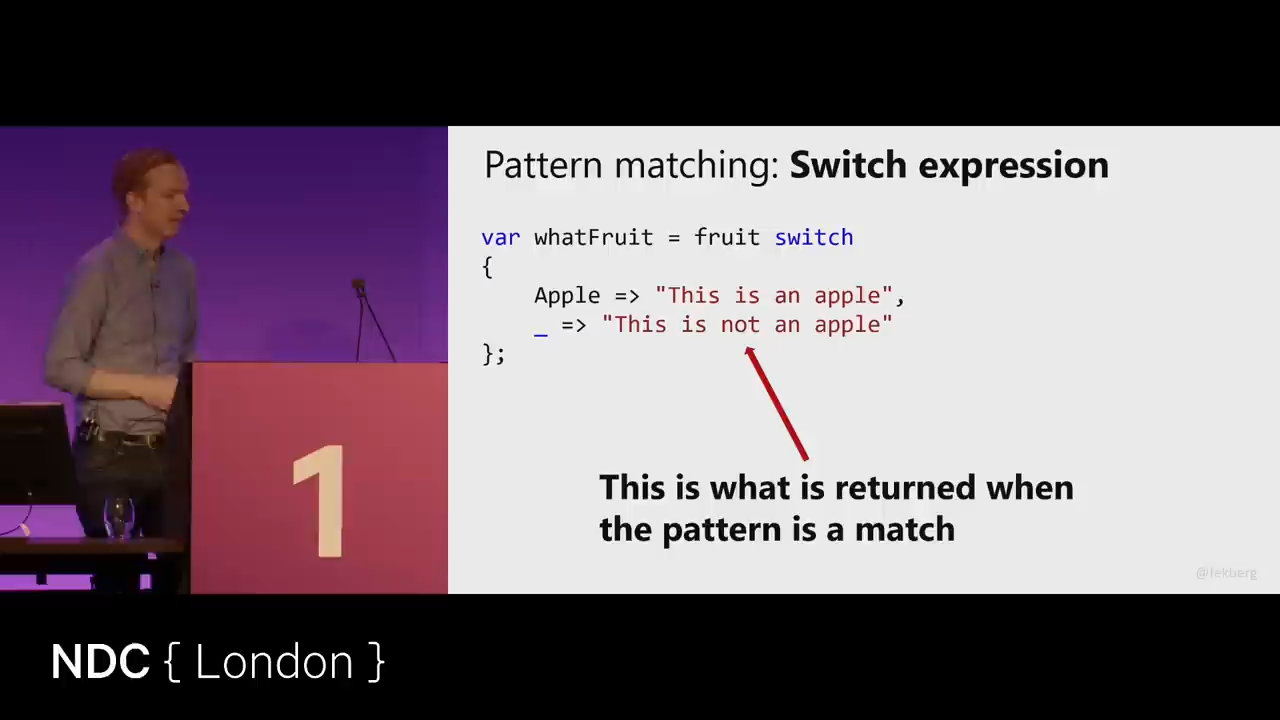 Pattern matching: Switch expression
var whatFruit = fruit switch
{
    Apple => "This is an apple",
    _ => "This is not an apple"
};
This is what is returned when
the pattern is a match
@fekberg
1
NDC { London }